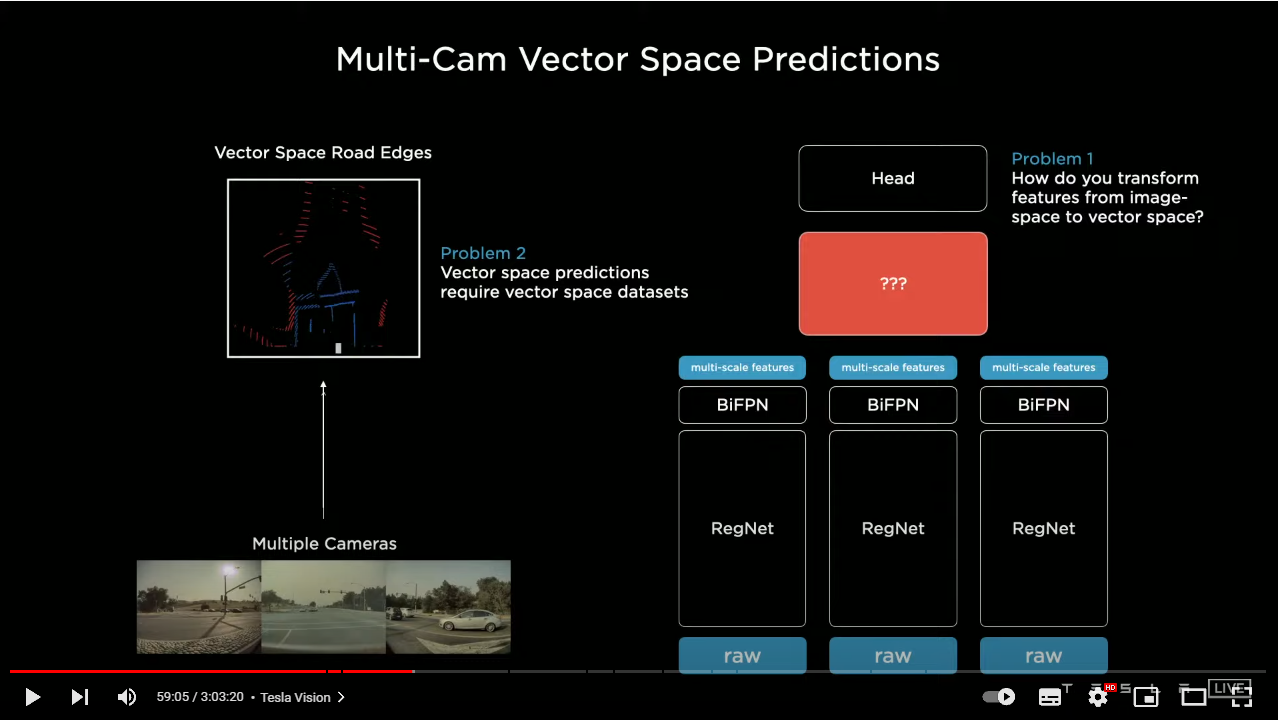 Multi-Cam Vector Space Predictions
Vector Space Road Edges
Problem 2
Vector space predictions
require vector space datasets
Multiple Cameras
Head
Problem 1
How do you transform
features from image-
space to vector space?
???
multi-scale features
multi-scale features
multi-scale features
BiFPN
BiFPN
BiFPN
RegNet
RegNet
RegNet
raw
raw
raw
59:05 / 3:03:20 • Tesla Vision
HD
LIVE